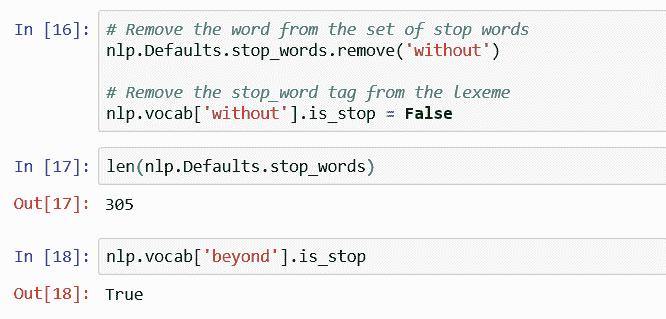 In [16]: # Remove the word from the set of stop words
nlp.Defaults.stop_words.remove('without')
# Remove the stop_word tag from the lexeme
nlp.vocab['without'].is_stop = False
In [17]: len(nlp.Defaults.stop_words)
Out[17]: 305
In [18]: nlp.vocab['beyond'].is_stop
Out[18]: True